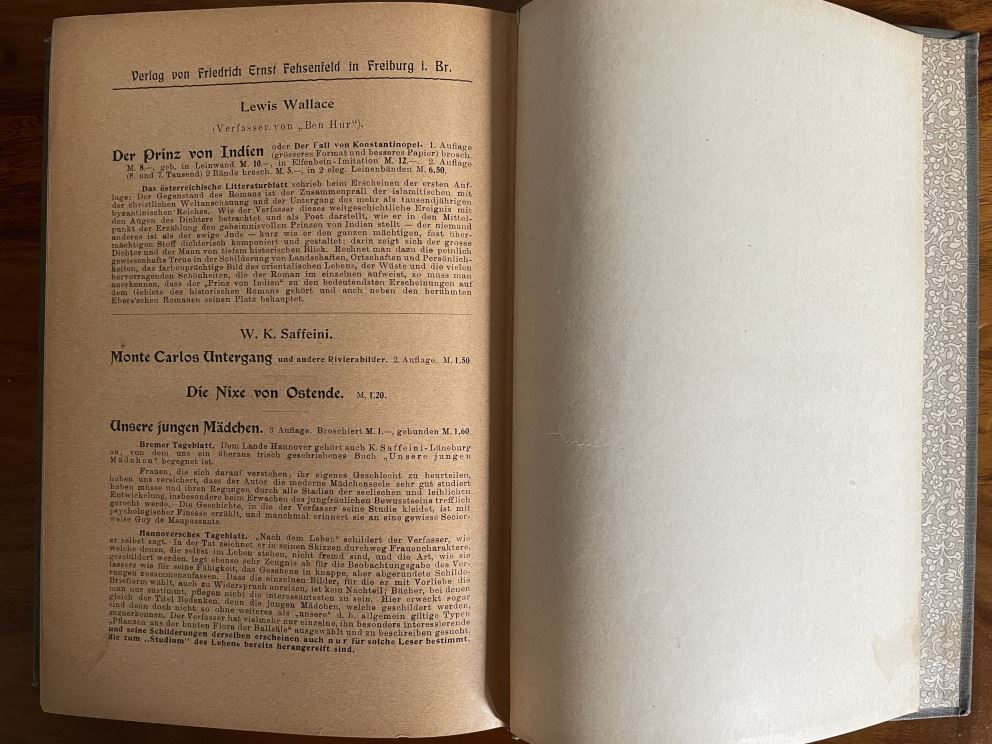 Verlag von Friedrich Ernst Fehsenfeld in Freiburg i. Br.
Lewis Wallace
(Verfasser von „Ben Hur“).
Der Prinz von Indien oder Der Fall von Konstantinopel. 1. Auflage
(grösseres Format und besseres Papier) brosch.
M. 8.—, geb. in Leinwand M. 10.—, in Elfenbein-Imitation M. 12.—. 2. Auflage.
(6. und 7. Tausend) 2 Bände brosch. M. 5.—, in 2 eleg. Leinenbänden M. 6.50.
Das österreichische Litteraturblatt schrieb beim Erscheinen der ersten Auf-
lage: Der Gegenstand des Romans ist der Zusammenprall der islamitischen mit
der christlichen Weltanschauung und der Untergang des mehr als tausendjährigen
byzantinischen Reiches. Wie der Verfasser dieses weltgeschichtliche Ereignis mit
den Augen des Dichters betrachtet und als Poet darstellt, wie er in den Mittel-
punkt der Erzählung den geheimnisvollen Prinzen von Indien stellt — der niemand
anderes ist als der ewige Jude — kurz wie er den ganzen mächtigen, fast über-
mächtigen Stoff dichterisch komponiert und gestaltet: darin zeigt sich der grosse
Dichter und der Mann von tiefem historischen Blick. Rechnet man dazu die peinlich
gewissenhafte Treue in der Schilderung von Landschaften, Ortschaften und Persönlich-
keiten, das farbenprächtige Bild des orientalischen Lebens, der Wüste und die vielen
hervorragenden Schönheiten, die der Roman im einzelnen aufweist, so muss man
anerkennen, dass der „Prinz von Indien“ zu den bedeutendsten Erscheinungen auf
dem Gebiete des historischen Romans gehört und auch neben den berühmten
Ebers'schen Romanen seinen Platz behauptet.
W. K. Saffeini.
Monte Carlos Untergang und andere Rivierabilder. 2. Auflage. M. 1.50
Die Nixe von Ostende. M. 1.20.
Unsere jungen Mädchen. 3 Auflage. Broschiert M. 1.—, gebunden M. 1.60.
Bremer Tageblatt. Dem Lande Hannover gehört auch K. Saffeini-Lüneburg
an, von dem uns ein überaus frisch geschriebenes Buch „Unsere jungen
Mädchen“ begegnet ist.
Frauen, die sich darauf verstehen, ihr eigenes Geschlecht zu beurteilen,
haben uns versichert, dass der Autor die moderne Mädchenseele sehr gut studiert
haben müsse und ihren Regungen durch alle Stadien der seelischen und leiblichen
Entwickelung, insbesondere beim Erwachen des jungfräulichen Bewusstseins trefflich
gerecht werde. Die Geschichte, in die der Verfasser seine Studie kleidet, ist mit
psychologischer Finesse erzählt, und manchmal erinnert sie an eine gewisse Secier-
weise Guy de Maupassants.
Hannoversches Tageblatt. „Nach dem Leben“ schildert der Verfasser, wie
er selbst sagt. In der Tat zeichnet er in seinen Skizzen durchweg Frauencharaktere,
welche denen, die selbst im Leben stehen, nicht fremd sind, und die Art, wie sie
geschildert werden, legt ebenso sehr Zeugnis ab für die Beobachtungsgabe des Ver-
fassers wie für seine Fähigkeit, das Gesehene in knappe, aber abgerundete Schilde-
rungen zusammenzufassen. Dass die einzelnen Bilder, für die er mit Vorliebe die
Briefform wählt, auch zu Widerspruch anreizen, ist kein Nachteil; Bücher, bei denen
man nur zustimmt, pflegen nicht die interessantesten zu sein. Hier erweckt sogar
gleich der Titel Bedenken, denn die jungen Mädchen, welche geschildert werden,
sind denn doch nicht so ohne weiteres als „unsere“ d. h. allgemein giltige Typen
anzuerkennen. Der Verfasser hat vielmehr nur einzelne, ihn besonders interessierende
„Pflanzen aus der bunten Flora der Ballsäle“ ausgewählt und zu beschreiben gesucht,
und seine Schilderungen derselben erscheinen auch nur für solche Leser bestimmt,
die zum „Studium“ des Lebens bereits herangereift sind.